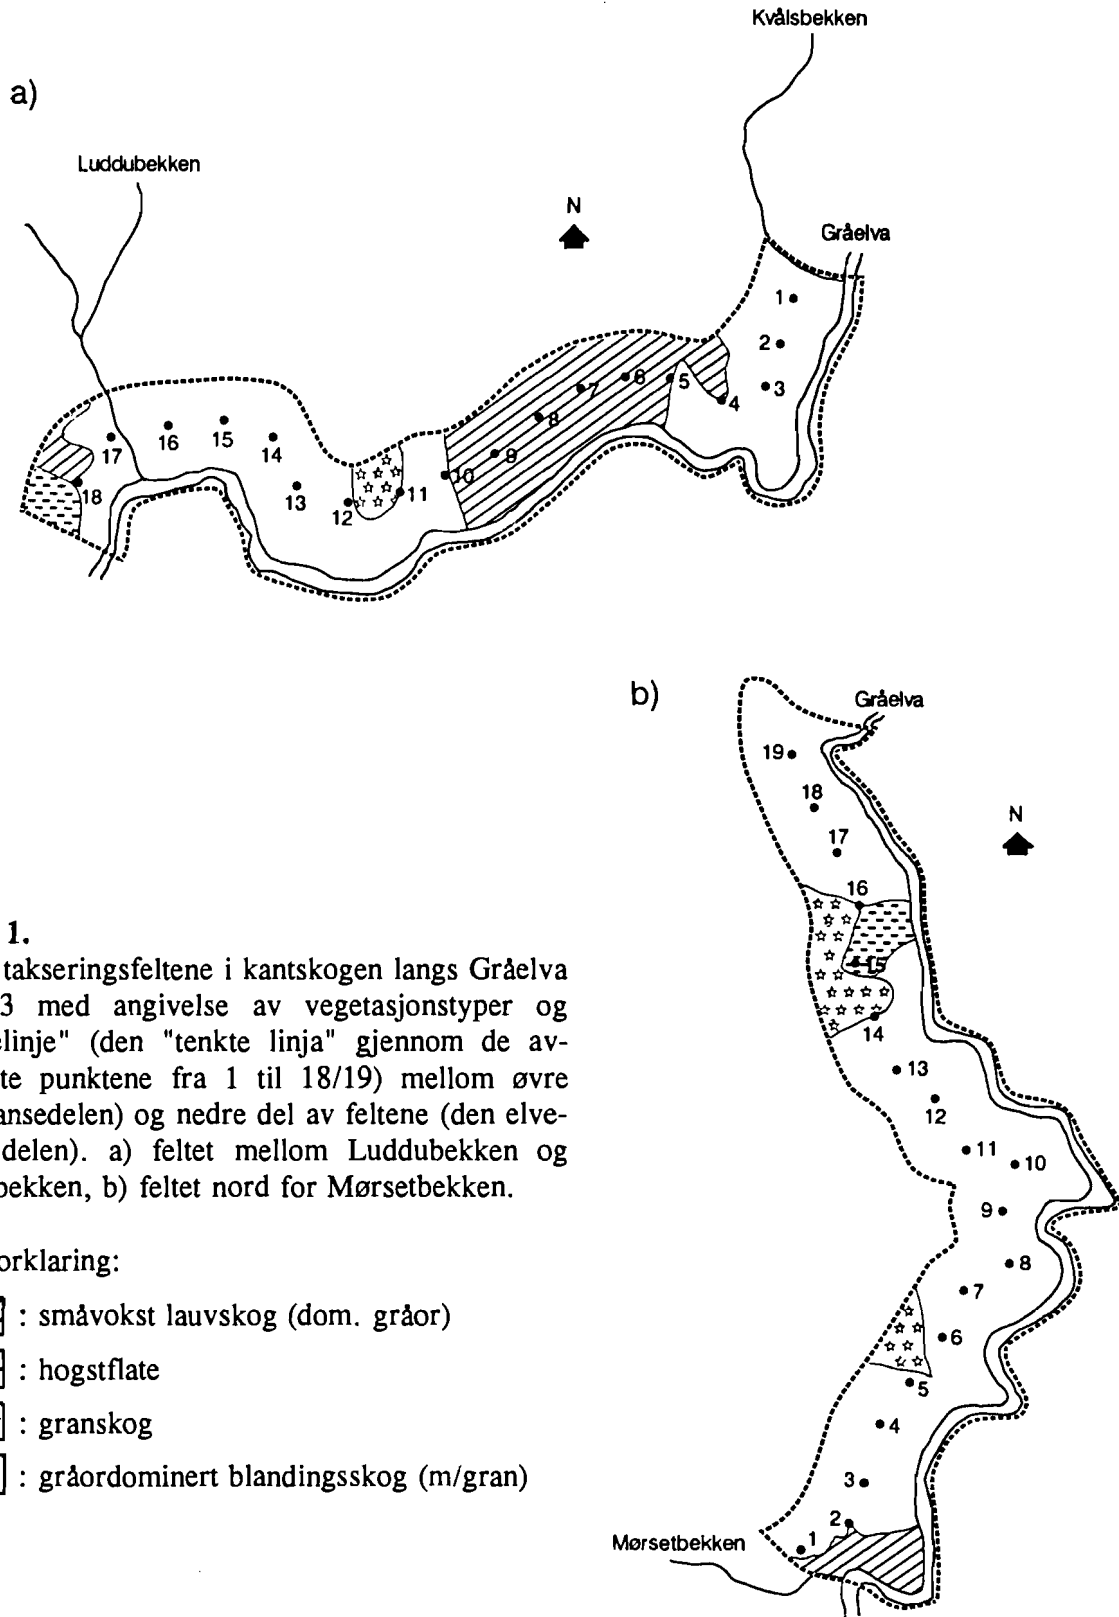 Kvålsbekken
a)
Luddubekken
N
Gråelva
1
2
3
4
5
6
7
8
9
10
11
12
13
14
15
16
17
18
b)
Gråelva
19
18
17
N
16
15
14
13
12
11
10
9
8
7
6
5
4
3
2
1
Mørsetbekken
1.
takseringsfeltene i kantskogen langs Gråelva
3 med angivelse av vegetasjonstyper og
elinje" (den "tenkte linja" gjennom de av-
te punktene fra 1 til 18/19) mellom øvre
ansedelen) og nedre del av feltene (den elve-
delen). a) feltet mellom Luddubekken og
bekken, b) feltet nord for Mørsetbekken.
orklaring:
: småvokst lauvskog (dom. gråor)
: hogstflate
: granskog
: gråordominert blandingsskog (m/gran)